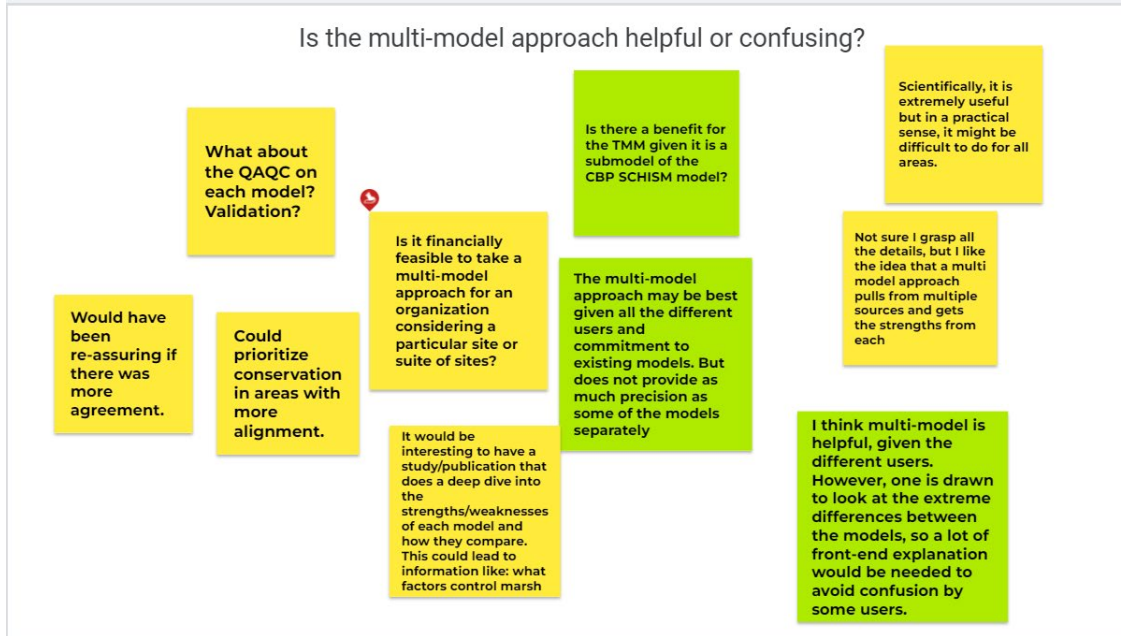 Is the multi-model approach helpful or confusing?
What about
the QAQC on
each model?
Validation?
Is there a benefit for
the TMM given it is a
submodel of the
CBP SCHISM model?
Scientifically, it is
extremely useful
but in a practical
sense, it might be
difficult to do for all
areas.
Is it financially
feasible to take a
multi-model
approach for an
organization
considering a
particular site or
suite of sites?
Not sure I grasp all
the details, but I like
the idea that a multi
model approach
pulls from multiple
sources and gets
the strengths from
each
Would have
been
re-assuring if
there was
more
agreement.
Could
prioritize
conservation
in areas with
more
alignment.
The multi-model
approach may be best
given all the different
users and
commitment to
existing models. But
does not provide as
much precision as
some of the models
separately
It would be
interesting to have a
study/publication that
does a deep dive into
the
strengths/weaknesses
of each model and
how they compare.
This could lead to
information like: what
factors control marsh
I think multi-model is
helpful, given the
different users.
However, one is drawn
to look at the extreme
differences between
the models, so a lot of
front-end explanation
would be needed to
avoid confusion by
some users.